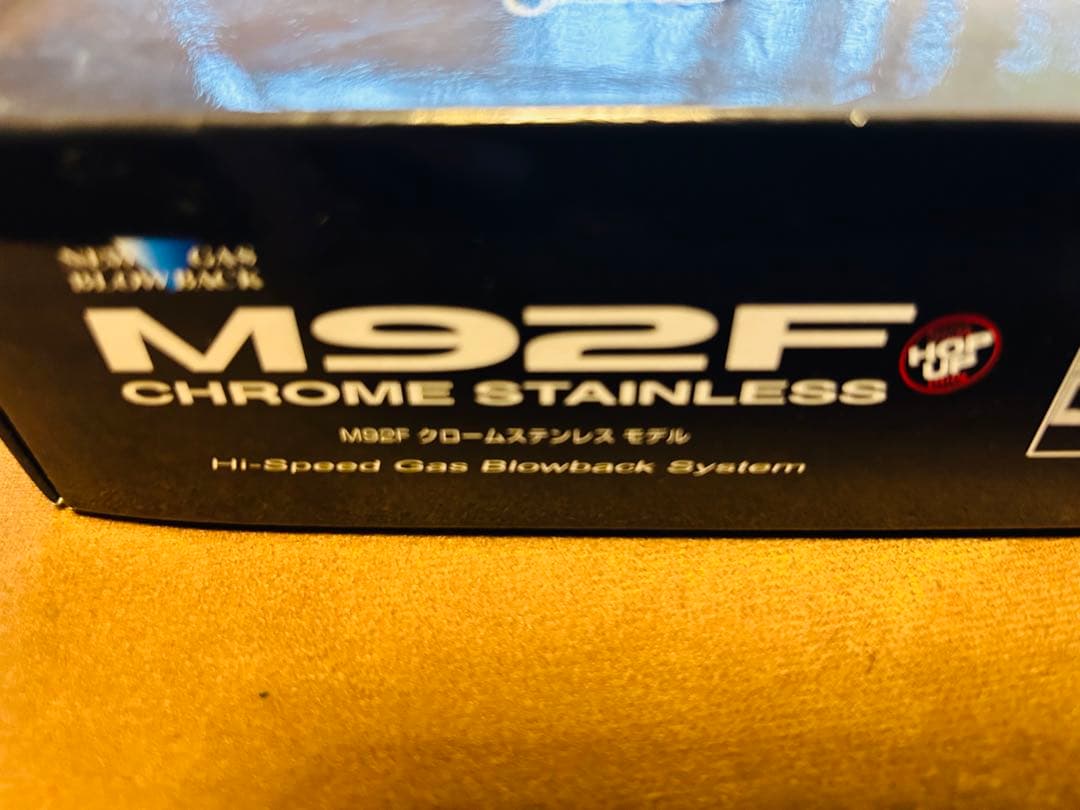 NEW GAS
BLOWBACK
M92F
HOP
UP
CHROME STAINLESS
M92F クロームステンレス モデル
Hi-Speed Gas Blowback System